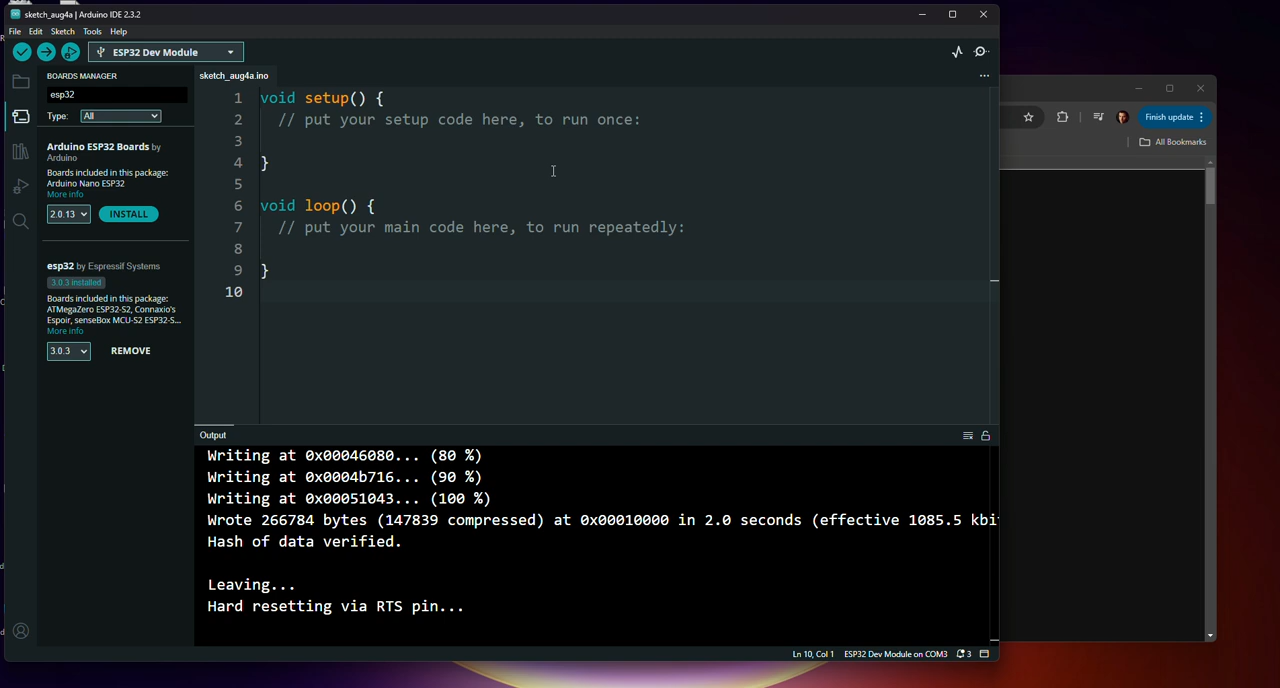 sketch_aug4a | Arduino IDE 2.3.2
File Edit Sketch Tools Help
ESP32 Dev Module
BOARDS MANAGER
esp32
Type: All
Arduino ESP32 Boards by
Arduino
Boards included in this package:
Arduino Nano ESP32
More info
2.0.13 INSTALL
esp32 by Espressif Systems
3.0.3 installed
Boards included in this package:
ATMegaZero ESP32-S2, Connaxio's
Espoir, senseBox MCU-S2 ESP32-S...
More info
3.0.3 REMOVE
sketch_aug4a.ino
1 void setup() {
2 // put your setup code here, to run once:
3
4 }
5
6 void loop() {
7 // put your main code here, to run repeatedly:
8
9 }
10
Output
Writing at 0x00046080... (80 %)
Writing at 0x0004b716... (90 %)
Writing at 0x00051043... (100 %)
Wrote 266784 bytes (147839 compressed) at 0x00010000 in 2.0 seconds (effective 1085.5 kbi
Hash of data verified.
Leaving...
Hard resetting via RTS pin...
Ln 10, Col 1 ESP32 Dev Module on COM3 3
Finish update
All Bookmarks